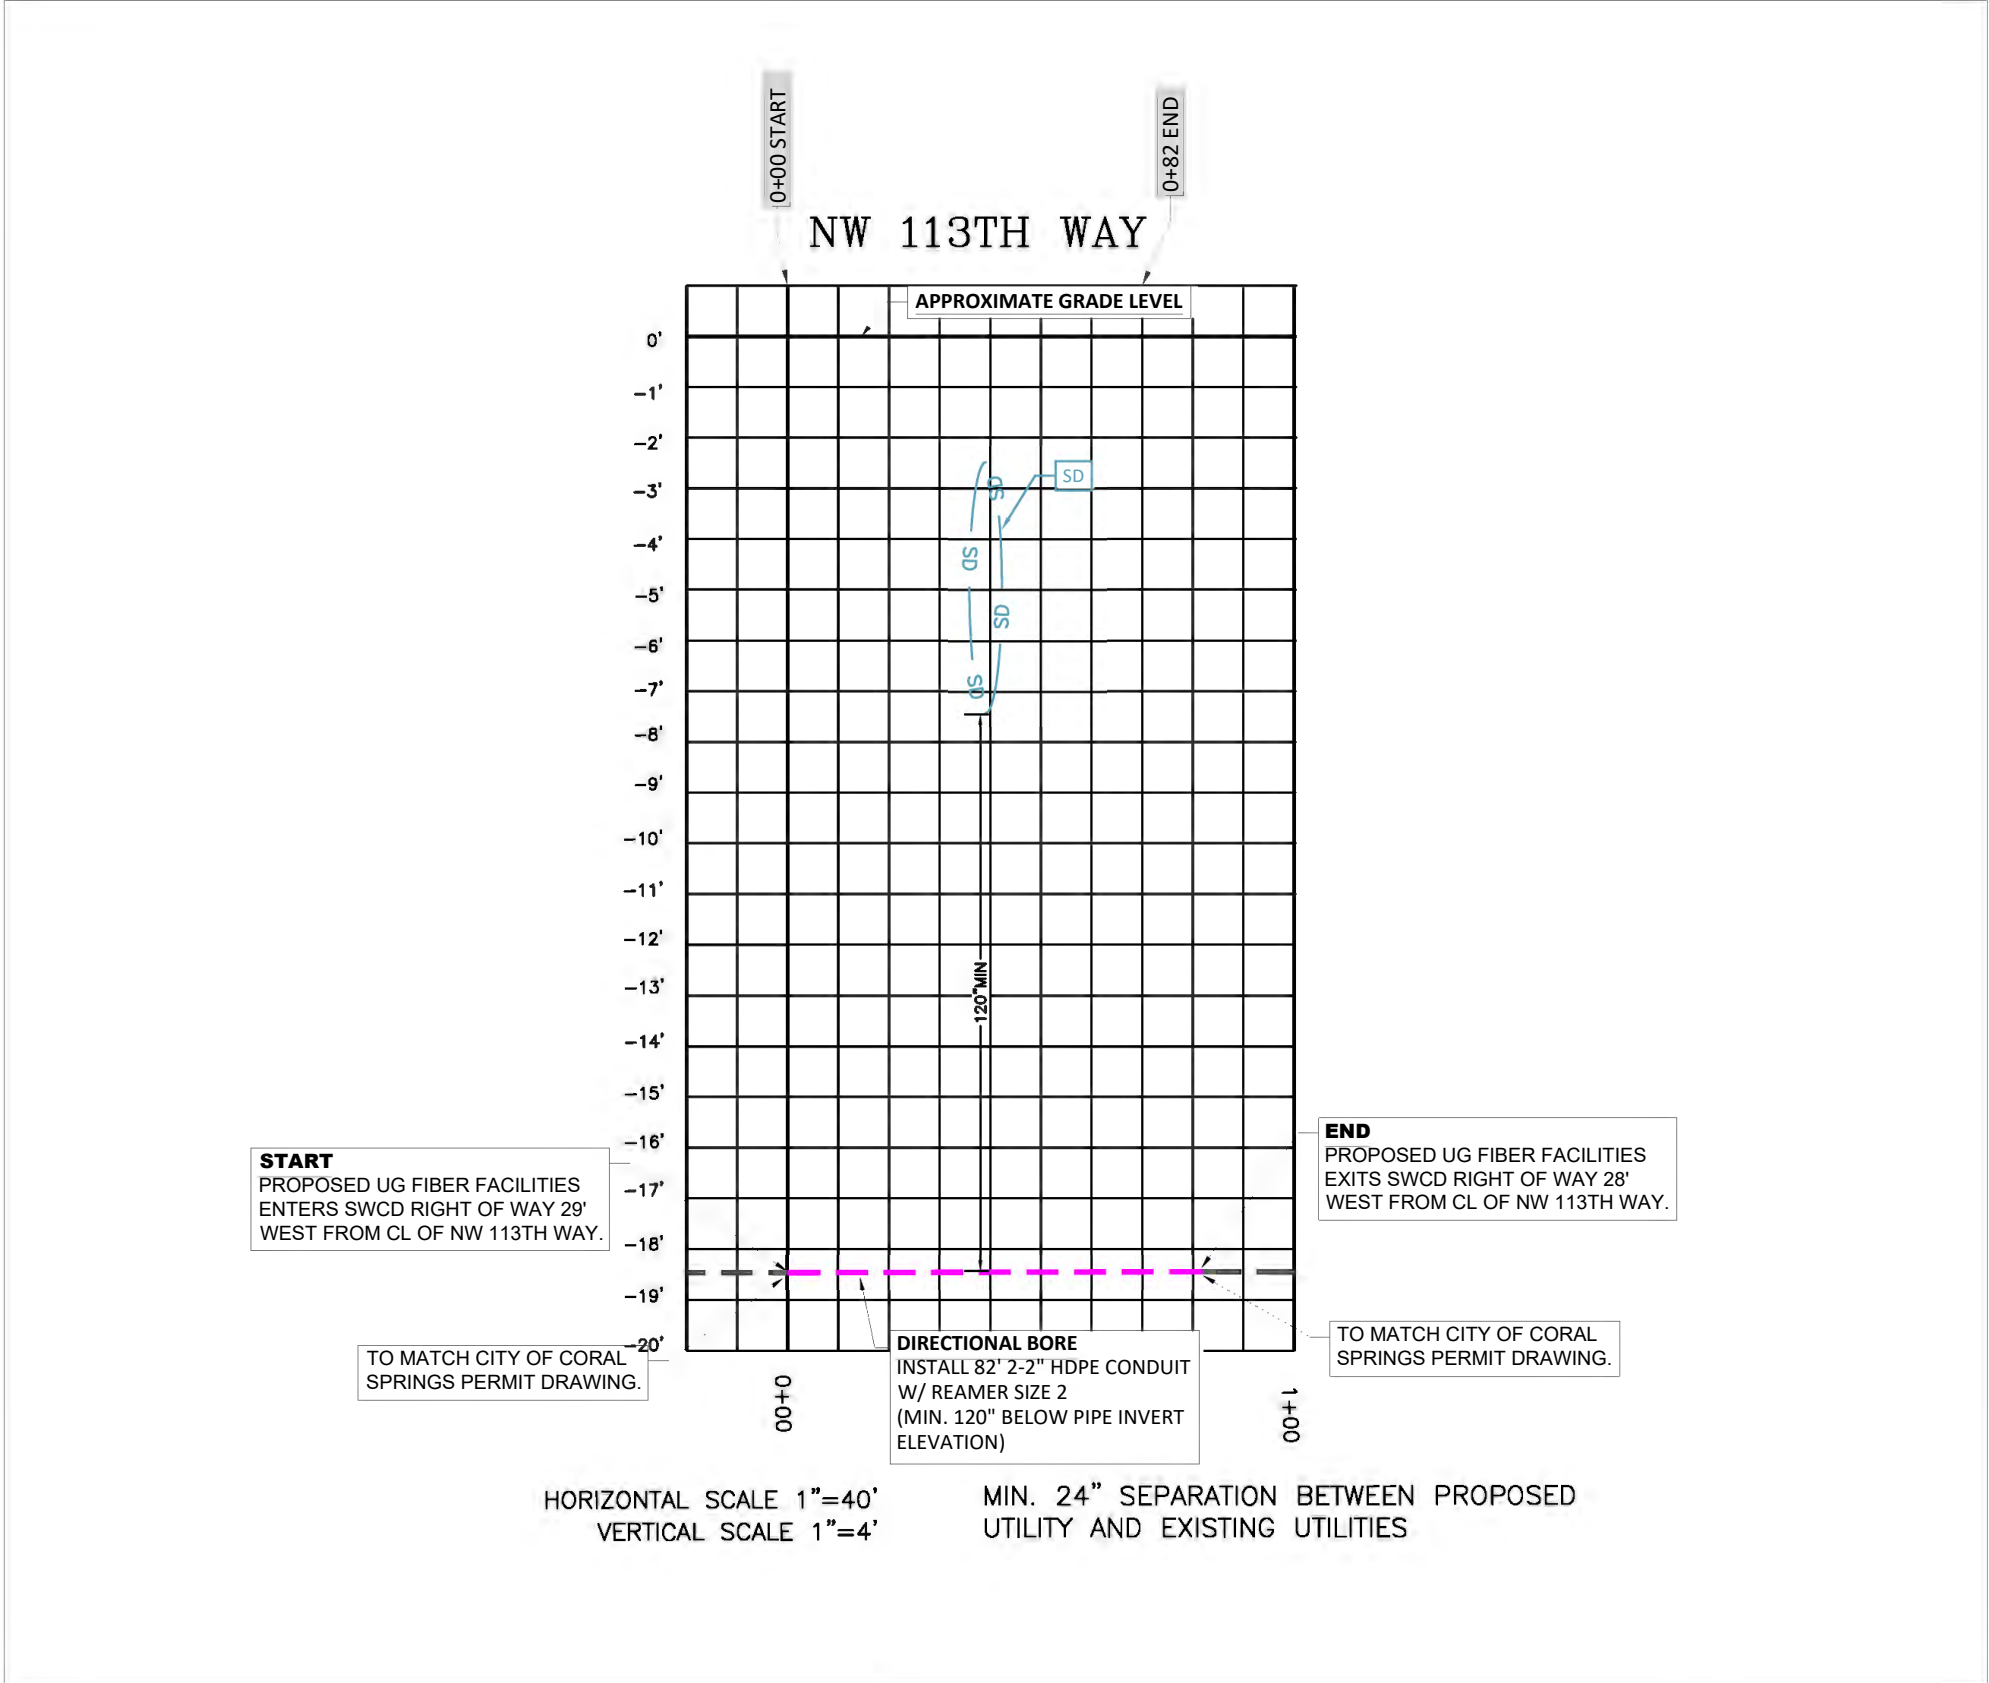 0+00 START
0+82 END
NW 113TH WAY
APPROXIMATE GRADE LEVEL
0'
-1'
-2'
SD
SD
-3'
-4'
SD
-5'
SD
-6'
-7'
SD
-8'
-9'
-10'
-11'
-12'
120"MIN
-13'
-14'
-15'
-16'
-17'
-18'
-19'
-20'
START
PROPOSED UG FIBER FACILITIES
ENTERS SWCD RIGHT OF WAY 29'
WEST FROM CL OF NW 113TH WAY.
END
PROPOSED UG FIBER FACILITIES
EXITS SWCD RIGHT OF WAY 28'
WEST FROM CL OF NW 113TH WAY.
TO MATCH CITY OF CORAL
SPRINGS PERMIT DRAWING.
DIRECTIONAL BORE
INSTALL 82' 2-2" HDPE CONDUIT
W/ REAMER SIZE 2
(MIN. 120" BELOW PIPE INVERT
ELEVATION)
TO MATCH CITY OF CORAL
SPRINGS PERMIT DRAWING.
0+00
1+00
HORIZONTAL SCALE 1"=40'
VERTICAL SCALE 1"=4'
MIN. 24" SEPARATION BETWEEN PROPOSED
UTILITY AND EXISTING UTILITIES